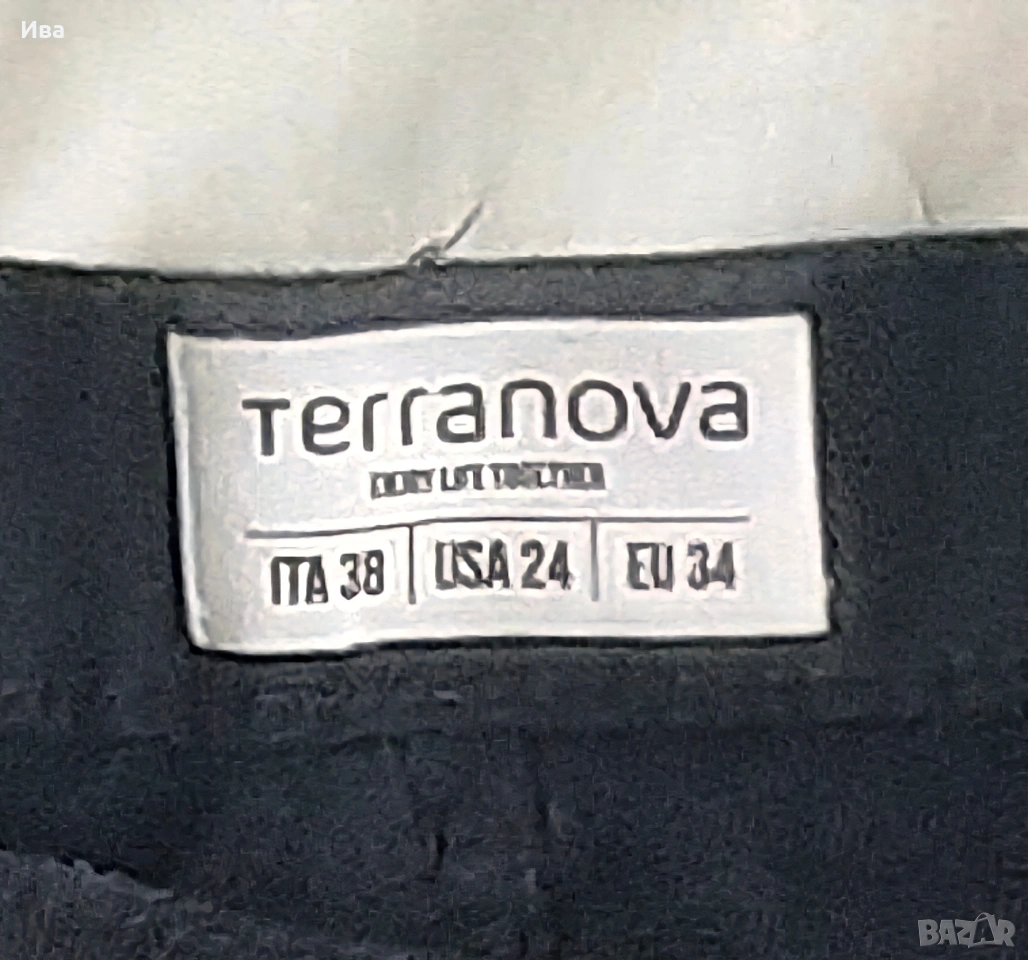 Ива
Terranova
ITA 38 USA 24 EU 34
BAZAR